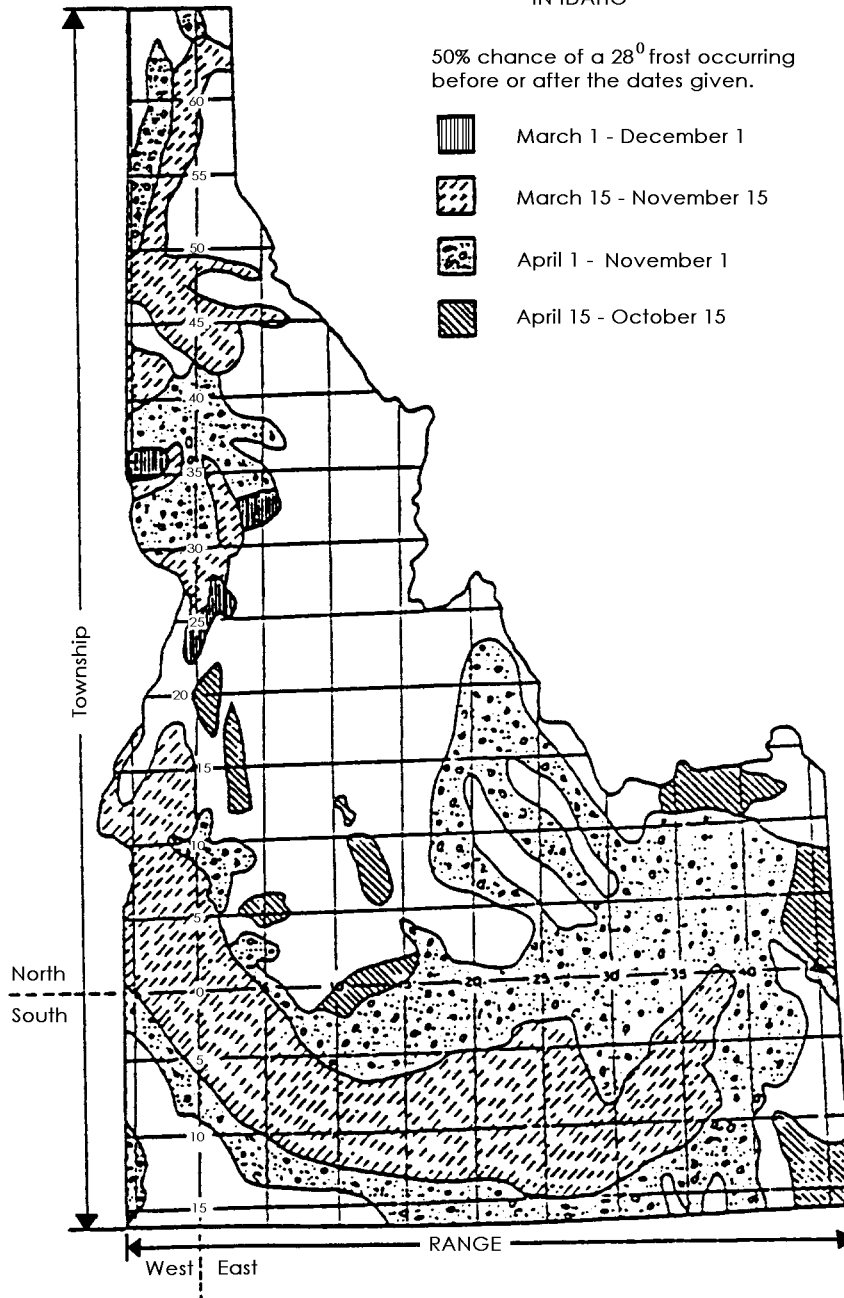 IN IDAHO
50% chance of a 28⁰ frost occurring
before or after the dates given.
March 1 - December 1
March 15 - November 15
April 1 - November 1
April 15 - October 15
60
55
50
45
40
35
30
25
20
15
10
5
20
25
30
35
40
North
0
South
5
10
15
Township
RANGE
West
East